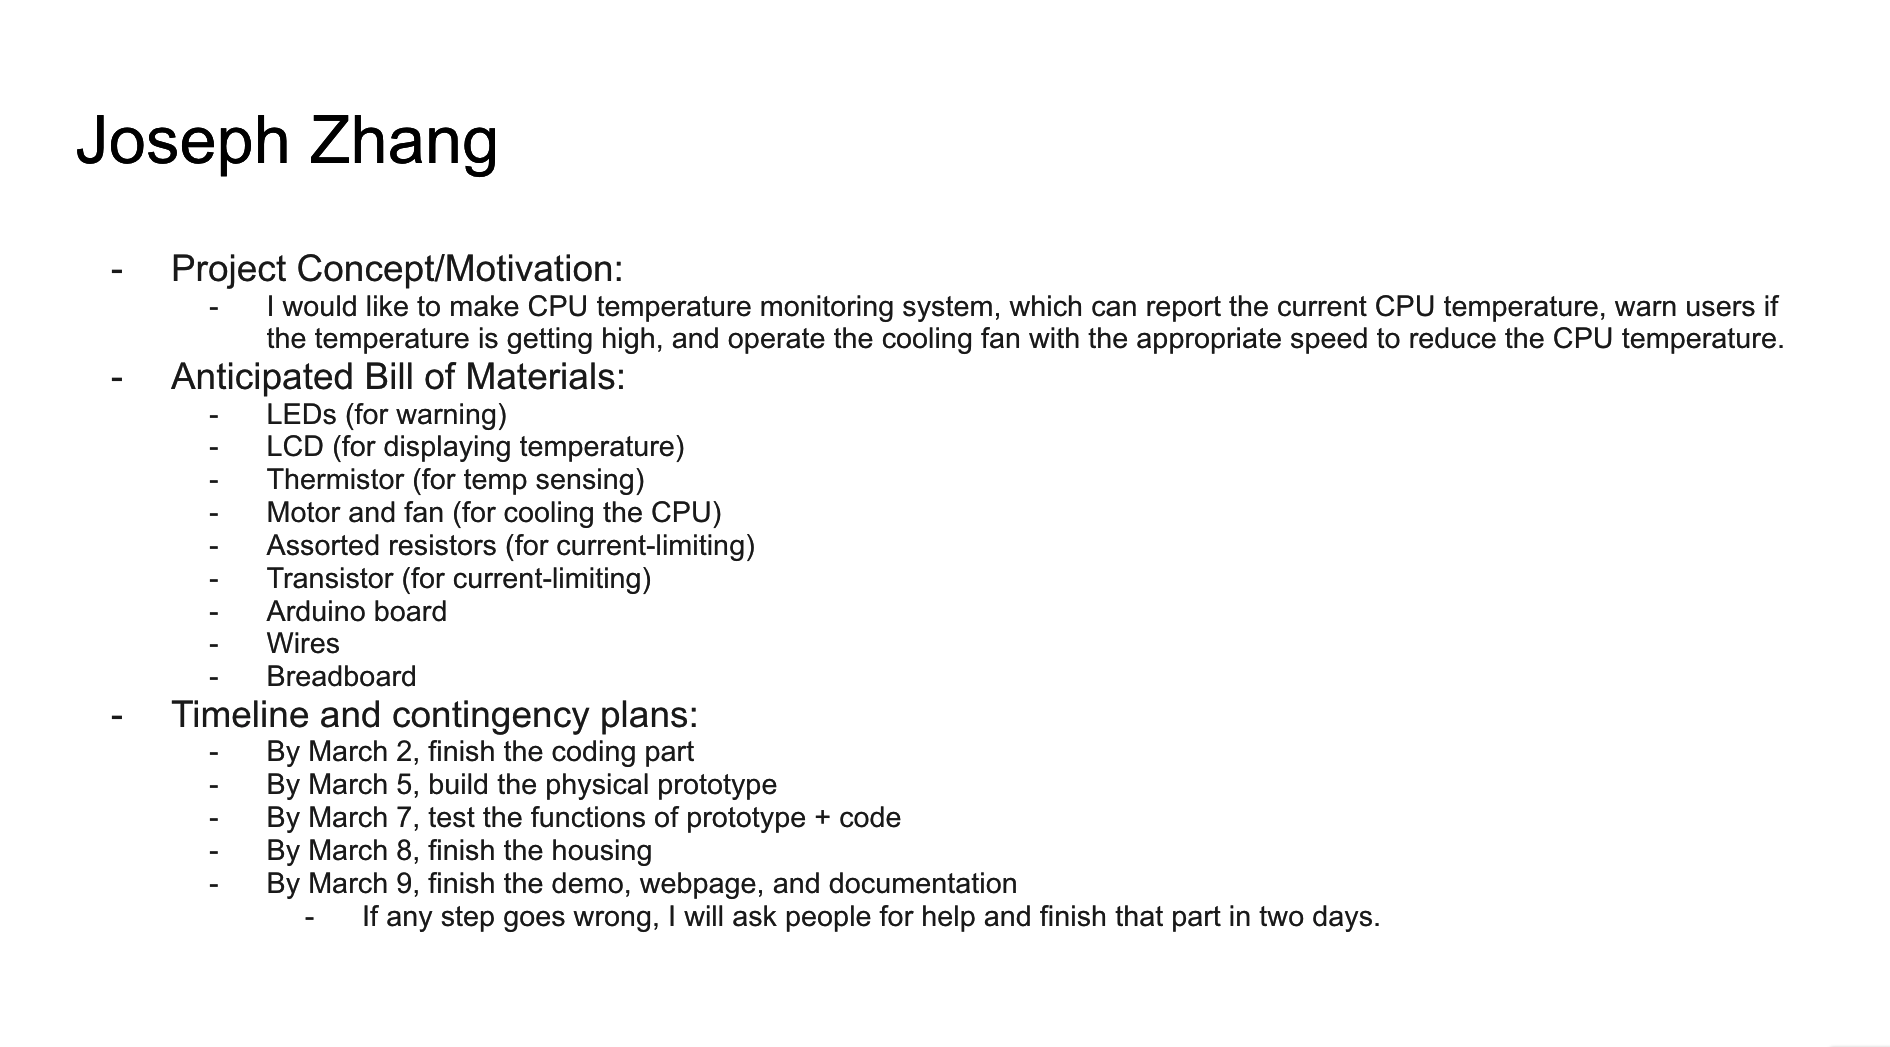 Joseph Zhang
- Project Concept/Motivation:
- I would like to make CPU temperature monitoring system, which can report the current CPU temperature, warn users if
the temperature is getting high, and operate the cooling fan with the appropriate speed to reduce the CPU temperature.
- Anticipated Bill of Materials:
- LEDs (for warning)
- LCD (for displaying temperature)
- Thermistor (for temp sensing)
- Motor and fan (for cooling the CPU)
- Assorted resistors (for current-limiting)
- Transistor (for current-limiting)
- Arduino board
- Wires
- Breadboard
- Timeline and contingency plans:
- By March 2, finish the coding part
- By March 5, build the physical prototype
- By March 7, test the functions of prototype + code
- By March 8, finish the housing
- By March 9, finish the demo, webpage, and documentation
- If any step goes wrong, I will ask people for help and finish that part in two days.